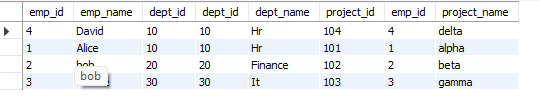 emp_id emp_name dept_id dept_id dept_name project_id emp_id project_name
4 David 10 10 Hr 104 4 delta
1 Alice 10 10 Hr 101 1 alpha
2 bob 20 20 Finance 102 2 beta
bob
3 30 30 It 103 3 gamma